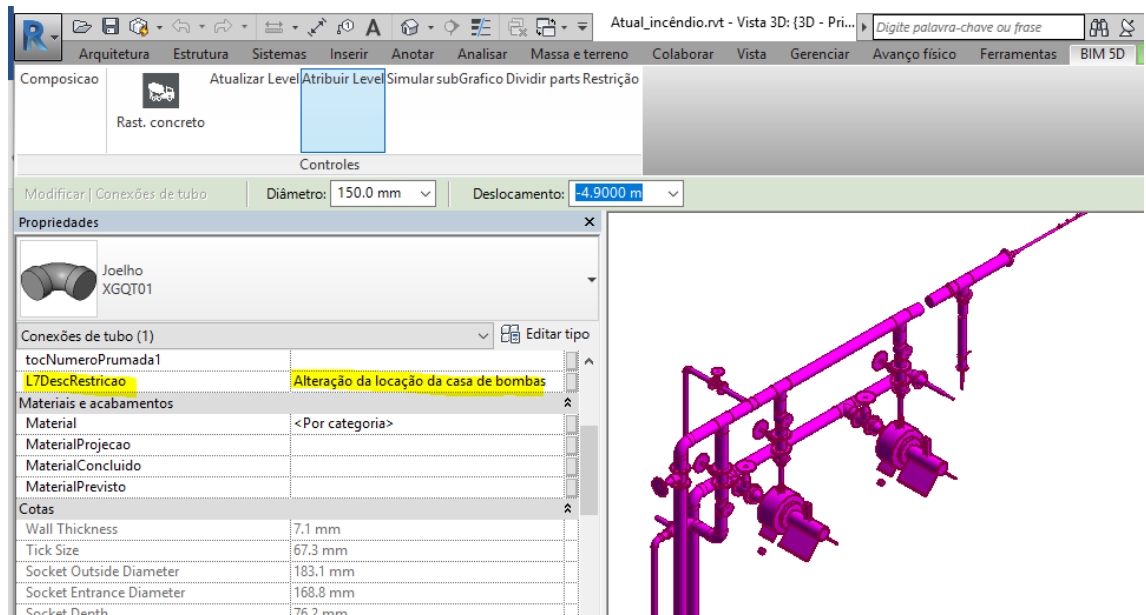 Atual_incêndio.rvt - Vista 3D: {3D - Pri...
Digite palavra-chave ou frase
Arquitetura Estrutura Sistemas Inserir Anotar Analisar Massa e terreno Colaborar Vista Gerenciar Avanço físico Ferramentas BIM 5D
Composicao
Rast. concreto
Atualizar Level Atribuir Level Simular subGrafico Dividir parts Restrição
Controles
Modificar | Conexões de tubo
Diâmetro: 150.0 mm
Deslocamento: -4.9000 m
Propriedades
Joelho
XGQT01
Conexões de tubo (1)
Editar tipo
tocNumeroPrumada1
L7DescRestricao Alteração da locação da casa de bombas
Materiais e acabamentos
Material <Por categoria>
MaterialProjecao
MaterialConcluido
MaterialPrevisto
Cotas
Wall Thickness 7.1 mm
Tick Size 67.3 mm
Socket Outside Diameter 183.1 mm
Socket Entrance Diameter 168.8 mm
Socket Depth 76.2 mm